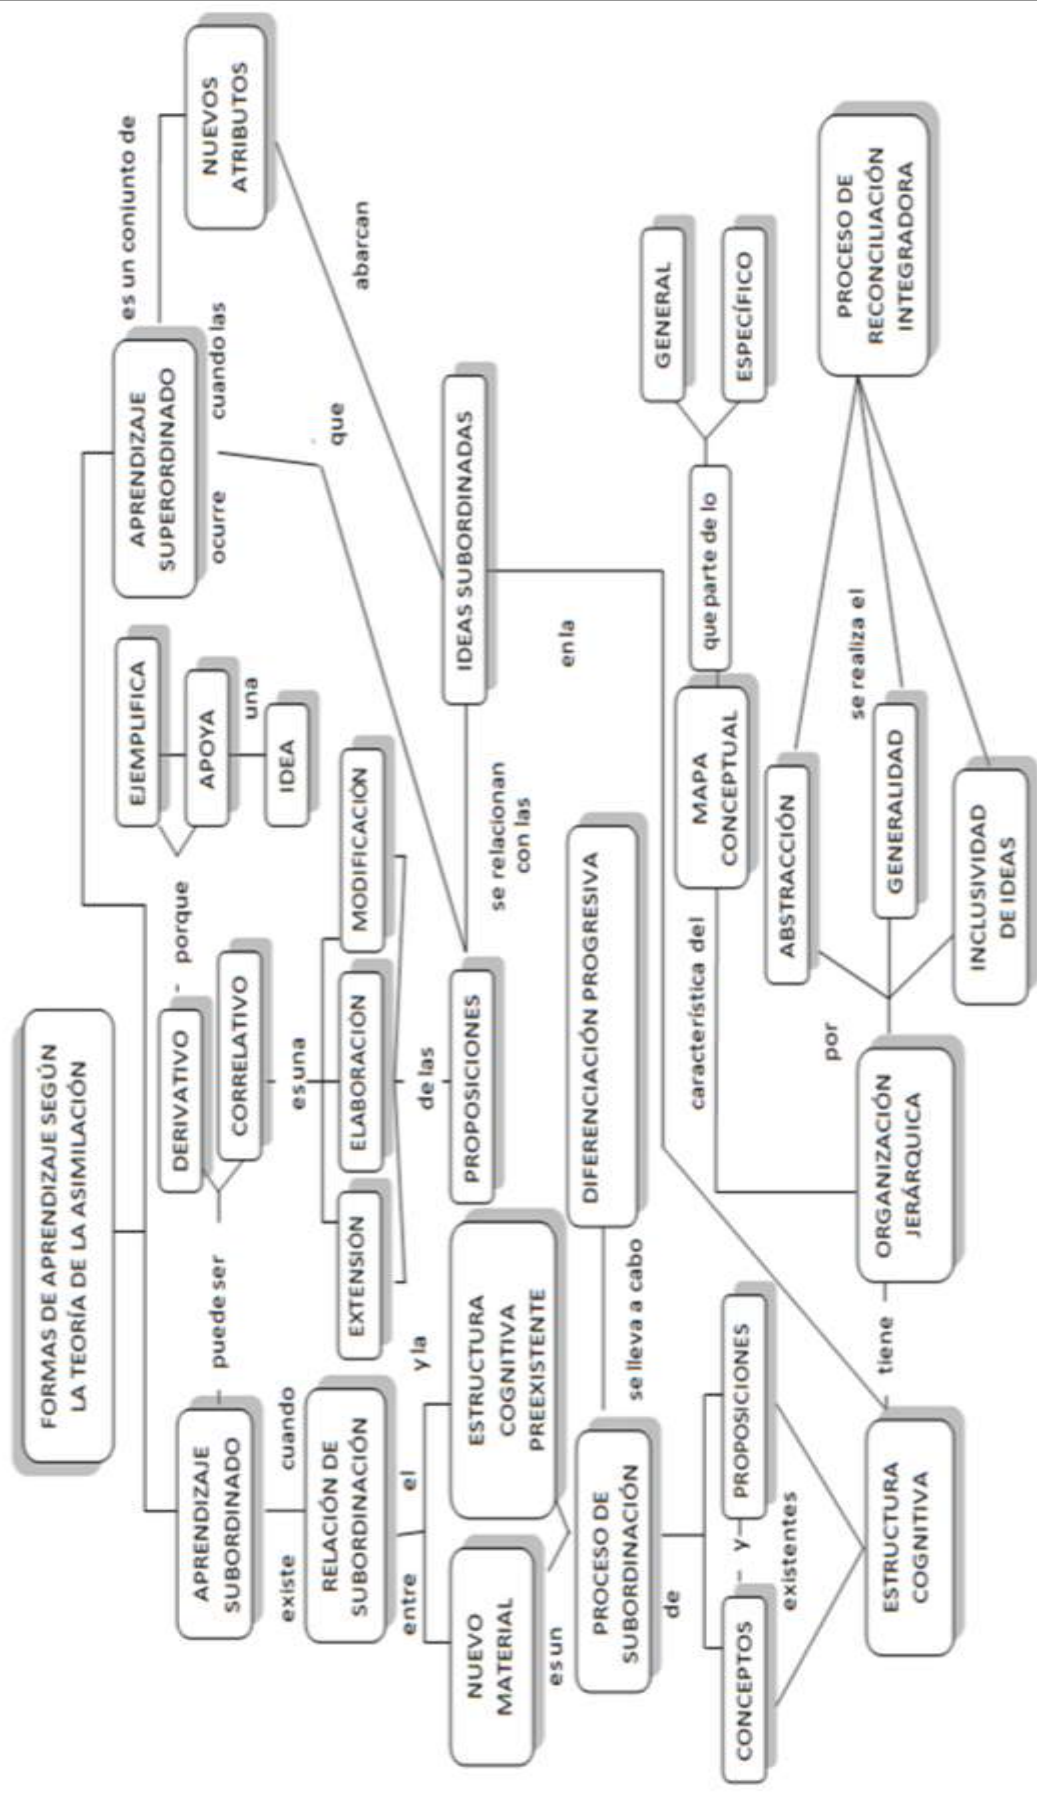 FORMAS DE APRENDIZAJE SEGÚN
LA TEORÍA DE LA ASIMILACIÓN
APRENDIZAJE
SUBORDINADO
puede ser
DERIVATIVO
CORRELATIVO
porque
EJEMPLIFICA
APOYA
una
IDEA
APRENDIZAJE
SUPERORDINADO
es un conjunto de
NUEVOS
ATRIBUTOS
ocurre
cuando las
que
abarcan
existe
cuando
RELACIÓN DE
SUBORDINACIÓN
es una
EXTENSIÓN
ELABORACIÓN
MODIFICACIÓN
entre
el
y la
de las
NUEVO
MATERIAL
ESTRUCTURA
COGNITIVA
PREEXISTENTE
PROPOSICIONES
se relacionan
con las
IDEAS SUBORDINADAS
es un
en la
PROCESO DE
SUBORDINACIÓN
se lleva a cabo
DIFERENCIACIÓN PROGRESIVA
de
característica del
MAPA
CONCEPTUAL
que parte de lo
GENERAL
ESPECÍFICO
CONCEPTOS
y
PROPOSICIONES
existentes
ESTRUCTURA
COGNITIVA
tiene
ORGANIZACIÓN
JERÁRQUICA
por
ABSTRACCIÓN
GENERALIDAD
INCLUSIVIDAD
DE IDEAS
se realiza el
PROCESO DE
RECONCILIACIÓN
INTEGRADORA